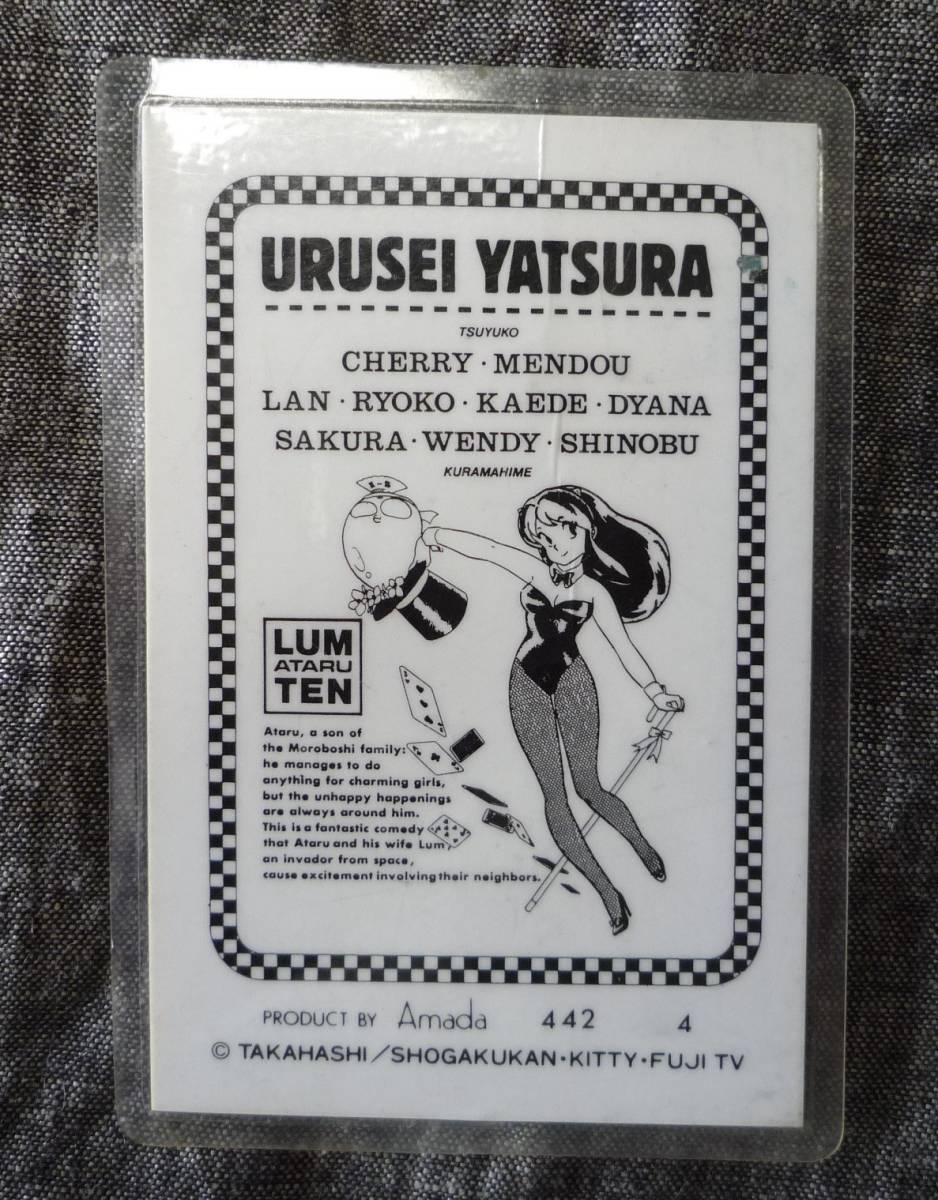 URUSEI YATSURA
TSUYUKO
CHERRY · MENDOU
LAN · RYOKO · KAEDE · DYANA
SAKURA · WENDY · SHINOBU
KURAMAHIME
LUM
ATARU
TEN
Ataru, a son of
the Moroboshi family:
he manages to do
anything for charming girls,
but the unhappy happenings
are always around him.
This is a fantastic comedy
that Ataru and his wife Lum,
an invador from space,
cause excitement involving their neighbors.
PRODUCT BY Amada 442 4
© TAKAHASHI/SHOGAKUKAN·KITTY·FUJI TV